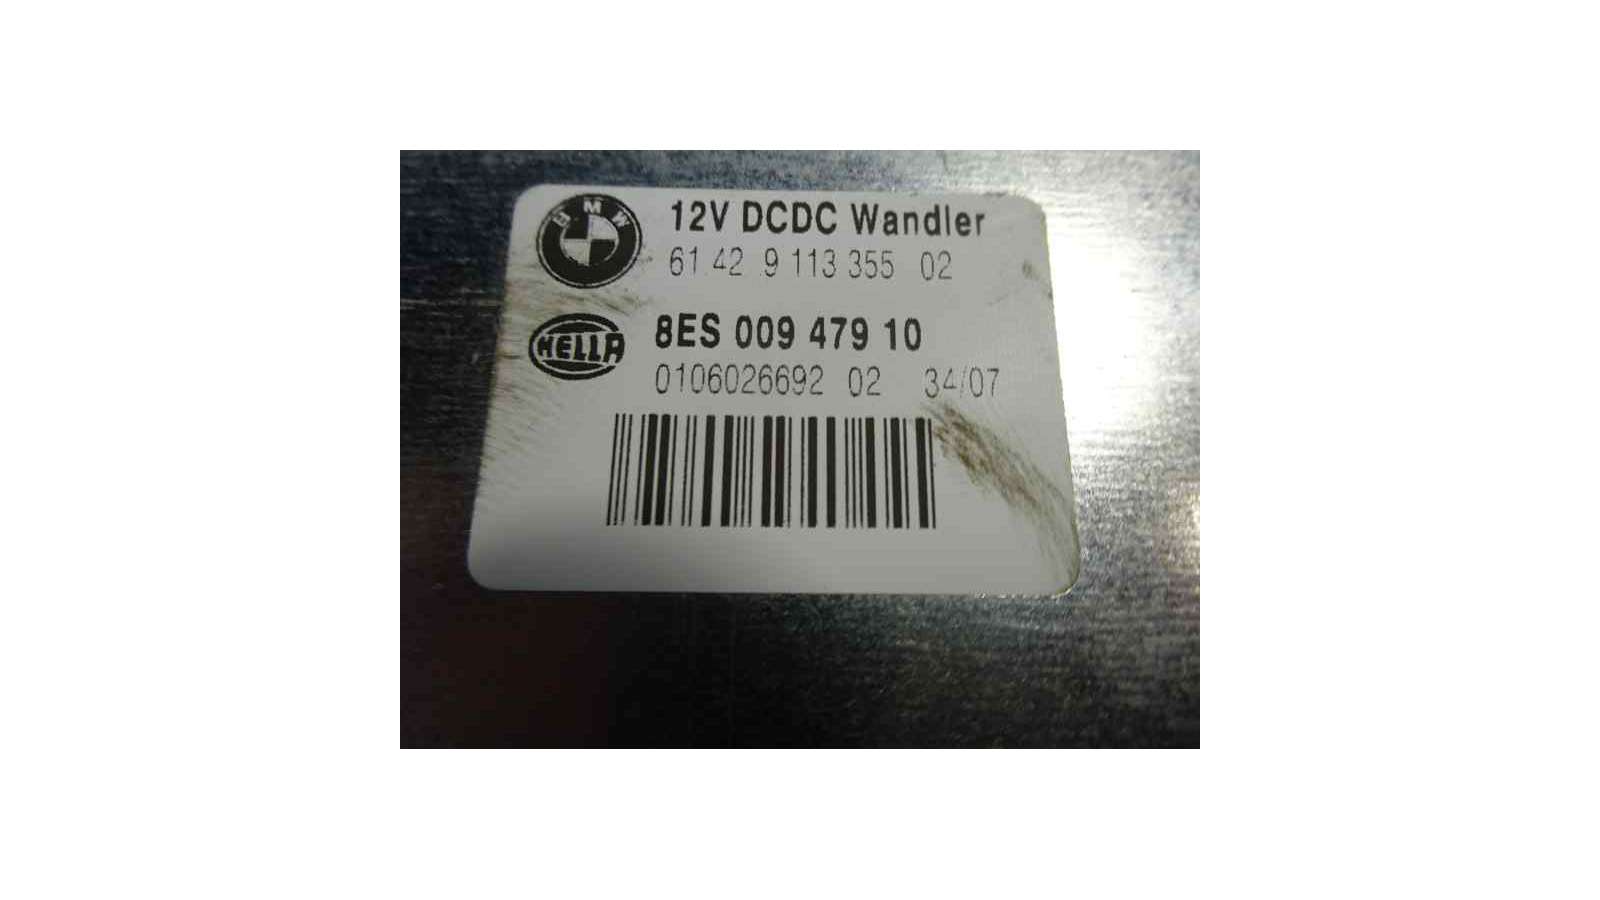 BMW
12V DCDC Wandler
61.42 9 113 355 02
HELLA
8ES 009 479 10
0106026692 02 34/07